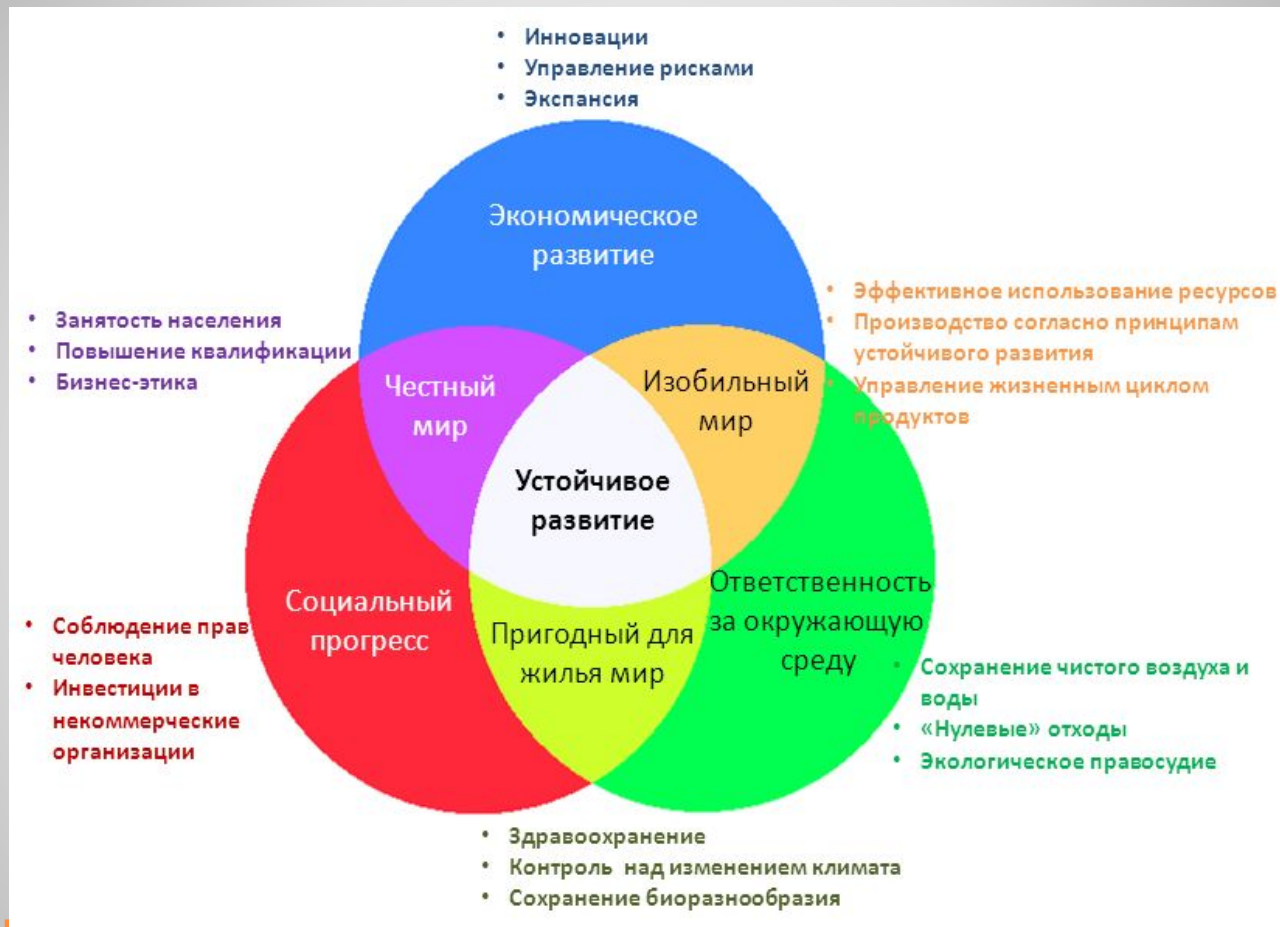 • Инновации
• Управление рисками
• Экспансия
Экономическое
развитие
• Занятость населения
• Повышение квалификации
• Бизнес-этика
• Эффективное использование ресурсов
• Производство согласно принципам
устойчивого развития
• Управление жизненным циклом
продуктов
Честный
мир
Изобильный
мир
Устойчивое
развитие
Социальный
прогресс
Пригодный для
жилья мир
Ответственность
за окружающую
среду
• Соблюдение прав
человека
• Инвестиции в
некоммерческие
организации
• Сохранение чистого воздуха и
воды
• «Нулевые» отходы
• Экологическое правосудие
• Здравоохранение
• Контроль над изменением климата
• Сохранение биоразнообразия